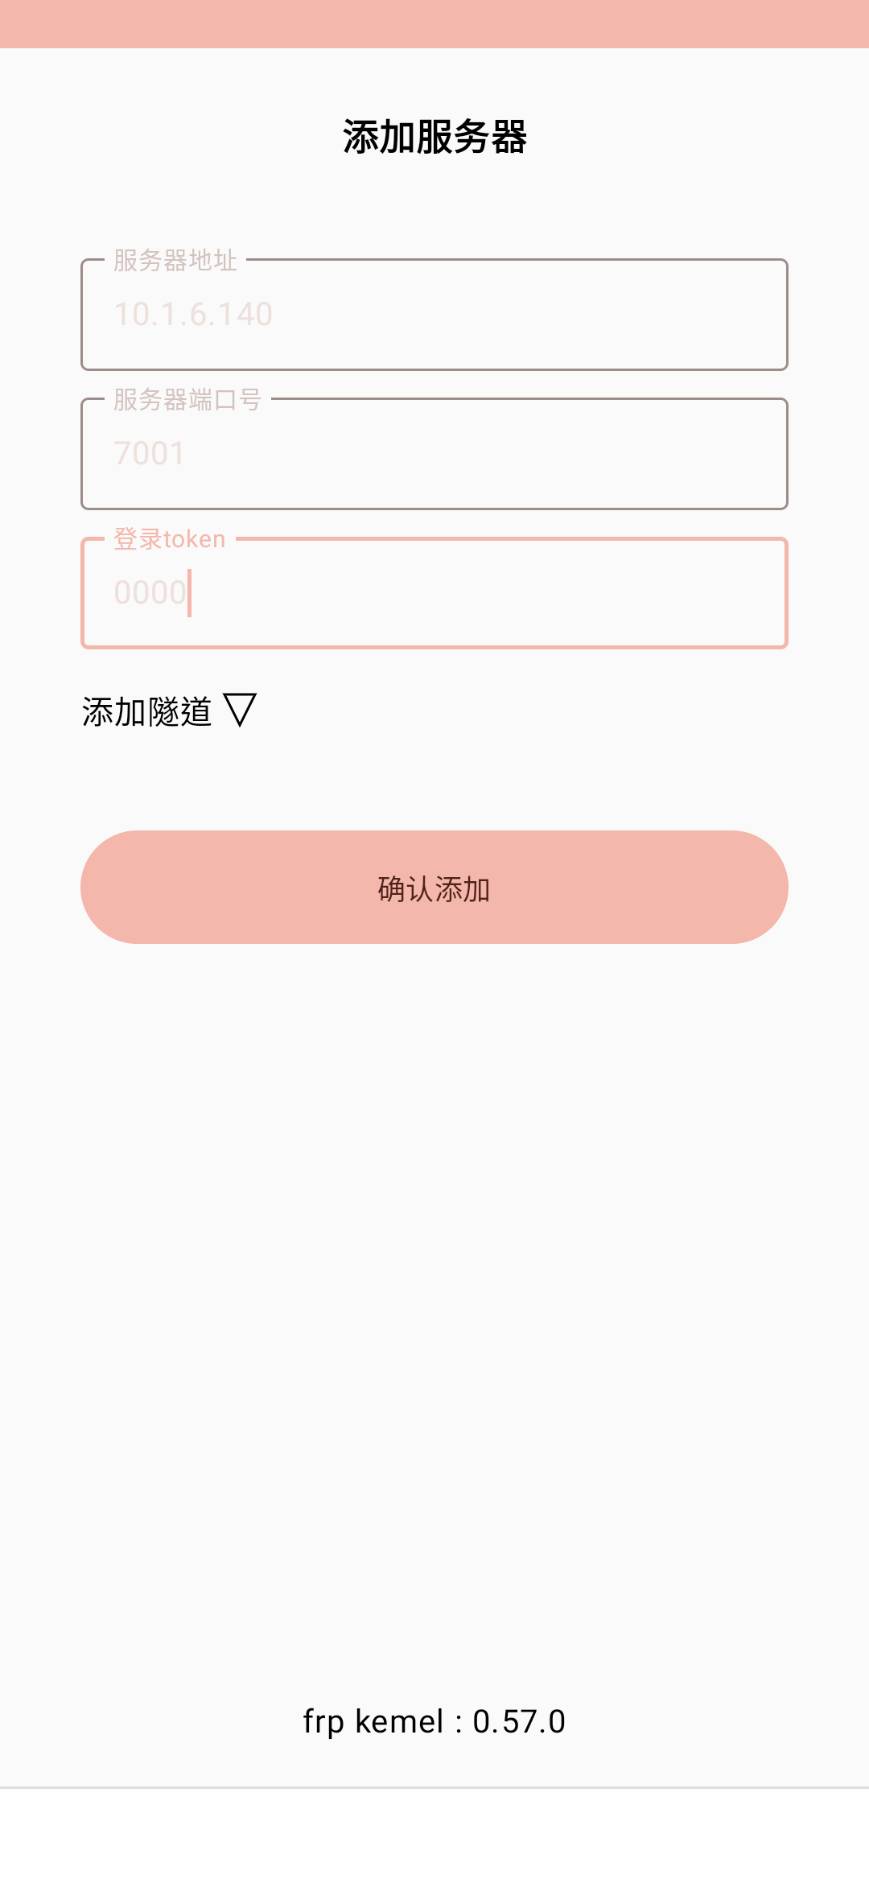 添加服务器
服务器地址
10.1.6.140
服务器端口号
7001
登录token
0000
添加隧道 ▽
确认添加
frp kemel : 0.57.0